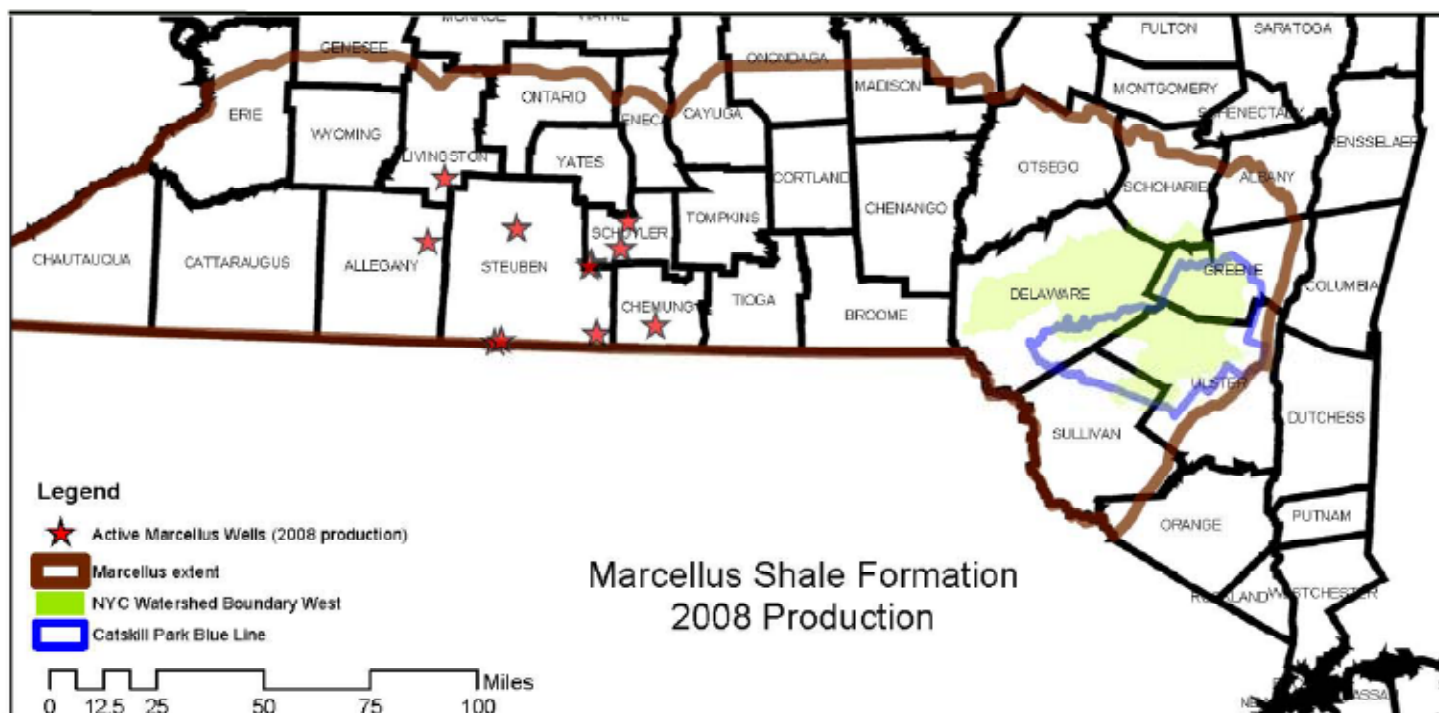 MONROE
WAYNE
FULTON
SARATOGA
GENESEE
ONONDAGA
MADISON
MONTGOMERY
ONTARIO
ERIE
CAYUGA
SCHENECTADY
WYOMING
ENECA
RENSSELAER
LIVINGSTON
YATES
OTSEGO
ALBANY
CORTLAND
SCHOHARIE
CHENANGO
TOMPKINS
SCHUYLER
CHAUTAUQUA
CATTARAUGUS
ALLEGANY
STEUBEN
GREENE
COLUMBIA
DELAWARE
CHEMUNG
TIOGA
BROOME
ULSTER
DUTCHESS
SULLIVAN
ORANGE
PUTNAM
ROCKLAND
WESTCHESTER
Legend
Active Marcellus Wells (2008 production)
Marcellus extent
NYC Watershed Boundary West
Catskill Park Blue Line
Marcellus Shale Formation
2008 Production
Miles
0 12.5 25 50 75 100